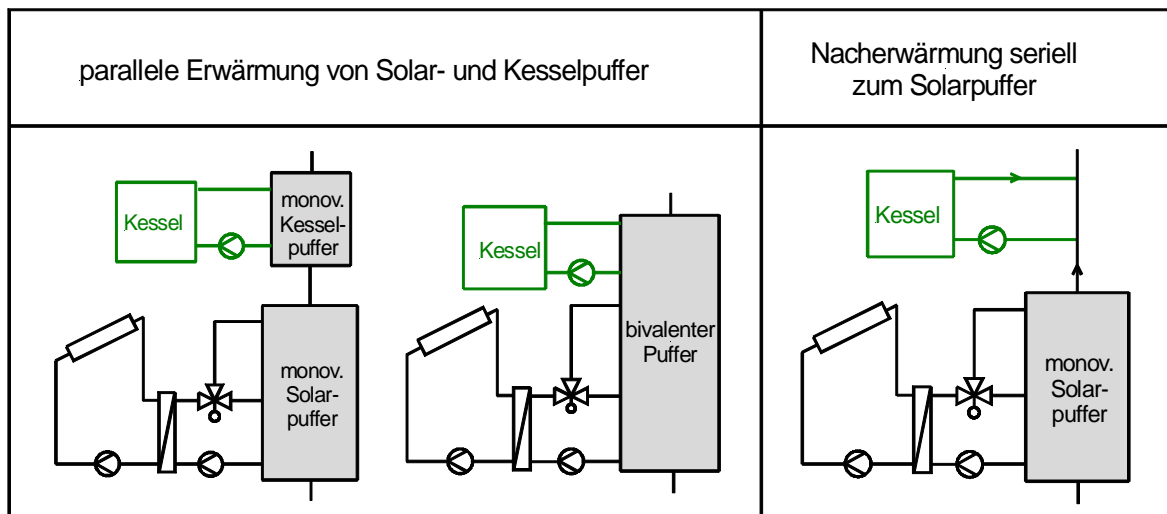 parallele Erwärmung von Solar- und Kesselpuffer
Nacherwärmung seriell
zum Solarpuffer
Kessel
monov.
Kessel-
puffer
monov.
Solar-
puffer
Kessel
bivalenter
Puffer
Kessel
monov.
Solar-
puffer